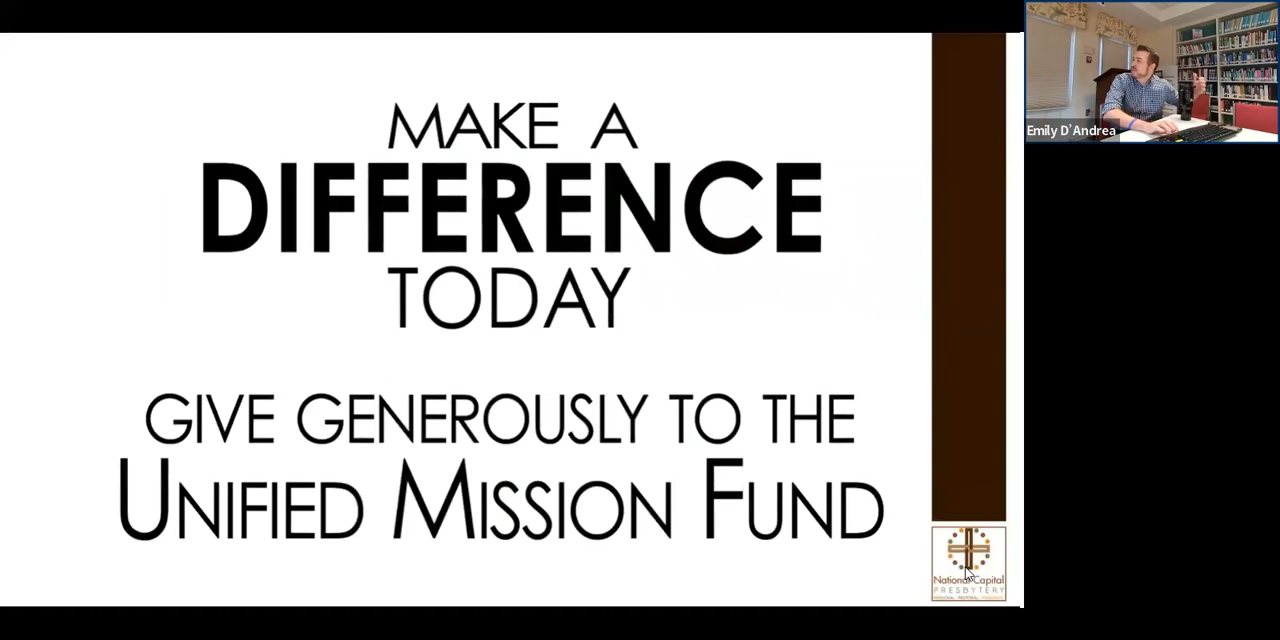 MAKE A
DIFFERENCE
TODAY
GIVE GENEROUSLY TO THE
UNIFIED MISSION FUND
Emily D'Andrea
National Capital
PRESBYTERY